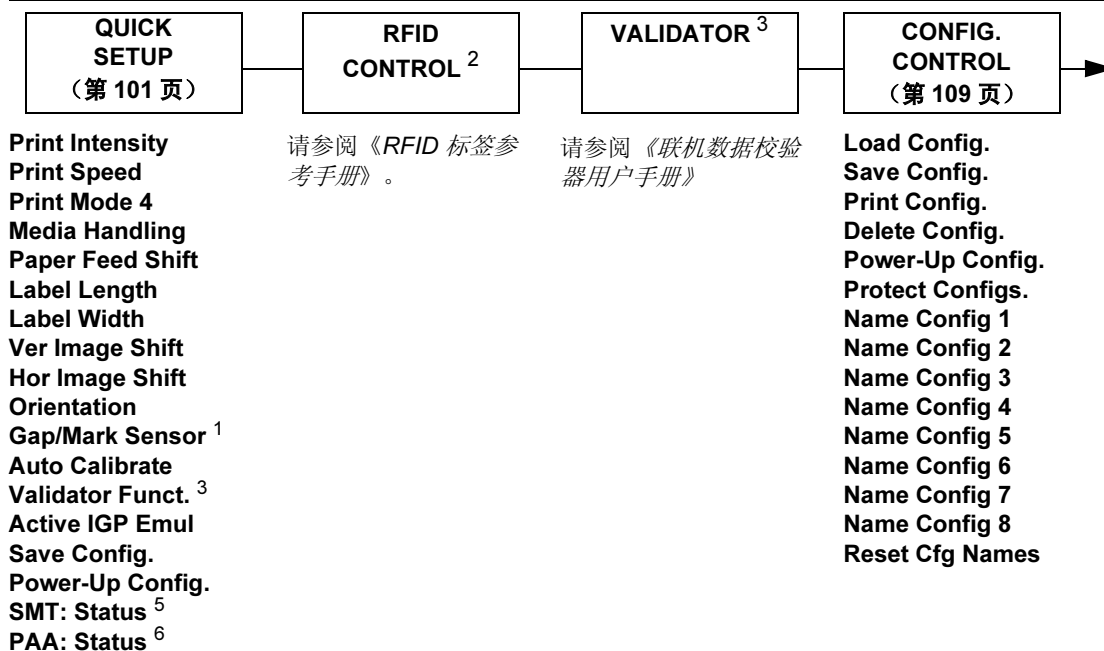 QUICK
SETUP
（第 101 页）
RFID
CONTROL 2
VALIDATOR 3
CONFIG.
CONTROL
（第 109 页）
Print Intensity
Print Speed
Print Mode 4
Media Handling
Paper Feed Shift
Label Length
Label Width
Ver Image Shift
Hor Image Shift
Orientation
Gap/Mark Sensor 1
Auto Calibrate
Validator Funct. 3
Active IGP Emul
Save Config.
Power-Up Config.
SMT: Status 5
PAA: Status 6
请参阅《RFID 标签参
考手册》。
请参阅《联机数据校验
器用户手册》
Load Config.
Save Config.
Print Config.
Delete Config.
Power-Up Config.
Protect Configs.
Name Config 1
Name Config 2
Name Config 3
Name Config 4
Name Config 5
Name Config 6
Name Config 7
Name Config 8
Reset Cfg Names